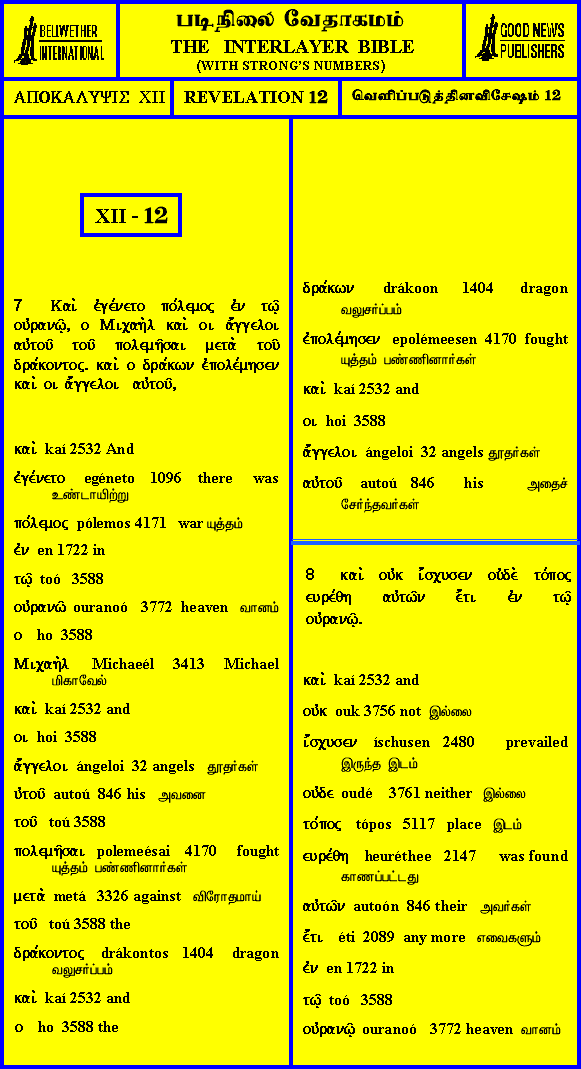 BELLWETHER
INTERNATIONAL
படிநிலை வேதாகமம்
THE INTERLAYER BIBLE
(WITH STRONG'S NUMBERS)
GOOD NEWS
PUBLISHERS
ΑΠΟΚΑΛΥΨΙΣ XII
REVELATION 12
வெளிப்படுத்தினவிசேஷம் 12
XII - 12
7 Καὶ ἐγένετο πόλεμος ἐν τῷ
οὐρανῷ, ο Μιχαὴλ καὶ οι ἄγγελοι
αὐτοῦ τοῦ πολεμῆσαι μετὰ τοῦ
δράκοντος. καὶ ο δράκων ἐπολέμησεν
καὶ οι ἄγγελοι αὐτοῦ,
καὶ kaí 2532 And
ἐγένετο egéneto 1096 there was
உண்டாயிற்று
πόλεμος pólemos 4171 war யுத்தம்
ἐν en 1722 in
τῷ toó 3588
οὐρανῶ ouranoó 3772 heaven வானம்
ο ho 3588
Μιχαὴλ Michaeél 3413 Michael
மிகாவேல்
καὶ kaí 2532 and
οι hoi 3588
ἄγγελοι ángeloi 32 angels தூதர்கள்
ὐτοῦ autoú 846 his அவனை
τοῦ toú 3588
πολεμῆσαι polemeésai 4170 fought
யுத்தம் பண்ணினார்கள்
μετὰ metá 3326 against விரோதமாய்
τοῦ toú 3588 the
δράκοντος drákontos 1404 dragon
வலுசர்ப்பம்
καὶ kaí 2532 and
ο ho 3588 the
δράκων drákoon 1404 dragon
வலுசர்ப்பம்
ἐπολέμησεν epolémeesen 4170 fought
யுத்தம் பண்ணினார்கள்
καὶ kaí 2532 and
οι hoi 3588
ἄγγελοι ángeloi 32 angels தூதர்கள்
αὐτοῦ autoú 846 his அதைச்
சேர்ந்தவர்கள்
8 καὶ οὐκ ἴσχυσεν οὐδὲ τόπος
ευρέθη αὐτῶν ἔτι ἐν τῷ
οὐρανῷ.
καὶ kaí 2532 and
οὐκ ouk 3756 not இல்லை
ἴσχυσεν íschusen 2480 prevailed
இருந்த இடம்
οὐδε oudé 3761 neither இல்லை
τόπος tópos 5117 place இடம்
ευρέθη heuréthee 2147 was found
காணப்பட்டது
αὐτῶν autoón 846 their அவர்கள்
ἔτι éti 2089 any more எவைகளும்
ἐν en 1722 in
τῷ toó 3588
οὐρανῷ ouranoó 3772 heaven வானம்